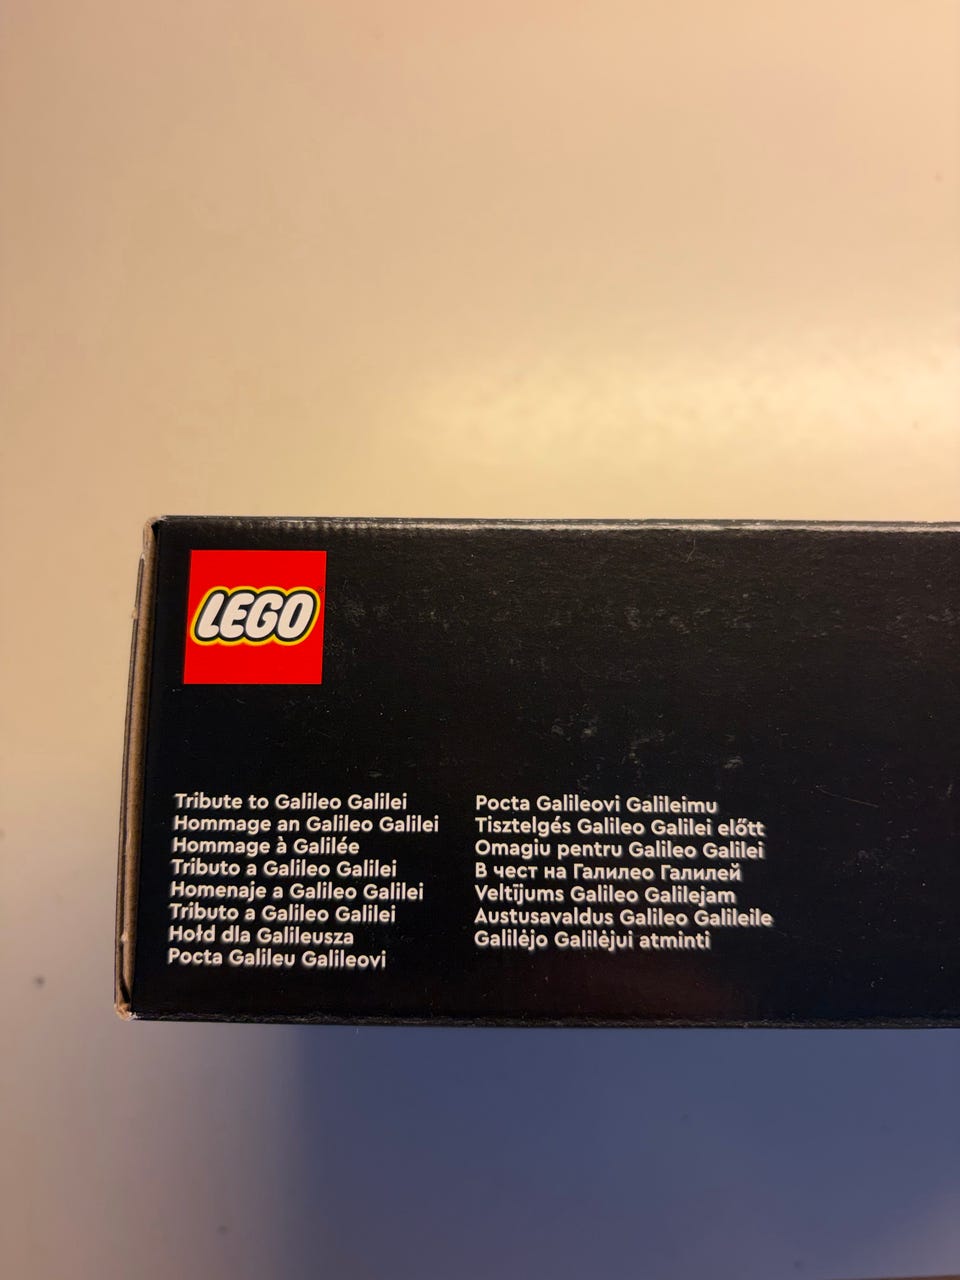 LEGO
Tribute to Galileo Galilei
Hommage an Galileo Galilei
Hommage à Galilée
Tributo a Galileo Galilei
Homenaje a Galileo Galilei
Tributo a Galileo Galilei
Hołd dla Galileusza
Pocta Galileu Galileovi
Pocta Galileovi Galileimu
Tisztelgés Galileo Galilei előtt
Omagiu pentru Galileo Galilei
В чест на Галилео Галилей
Veltījums Galileo Galilejam
Austusavaldus Galileo Galileile
Galilėjo Galilėjui atminti